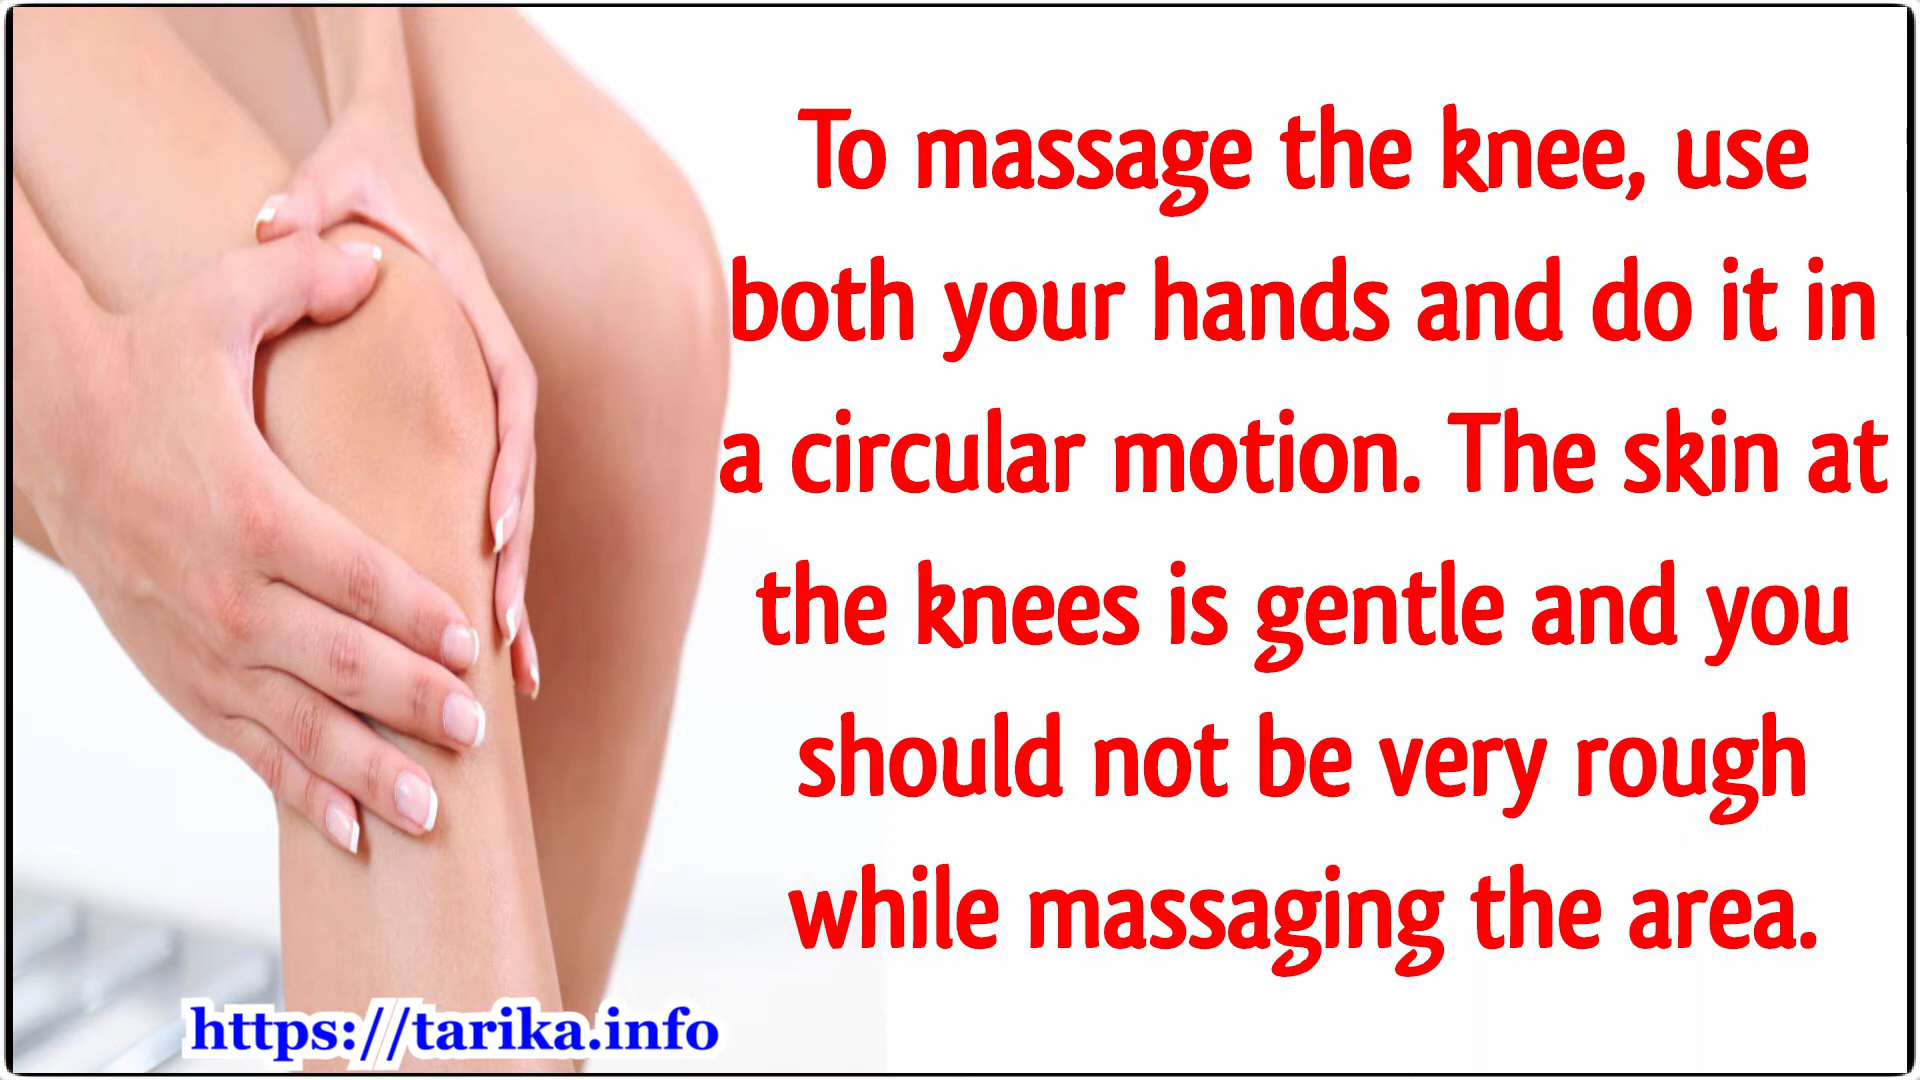 To massage the knee, use
both your hands and do it in
a circular motion. The skin at
the knees is gentle and you
should not be very rough
while massaging the area.
https://tarika.info